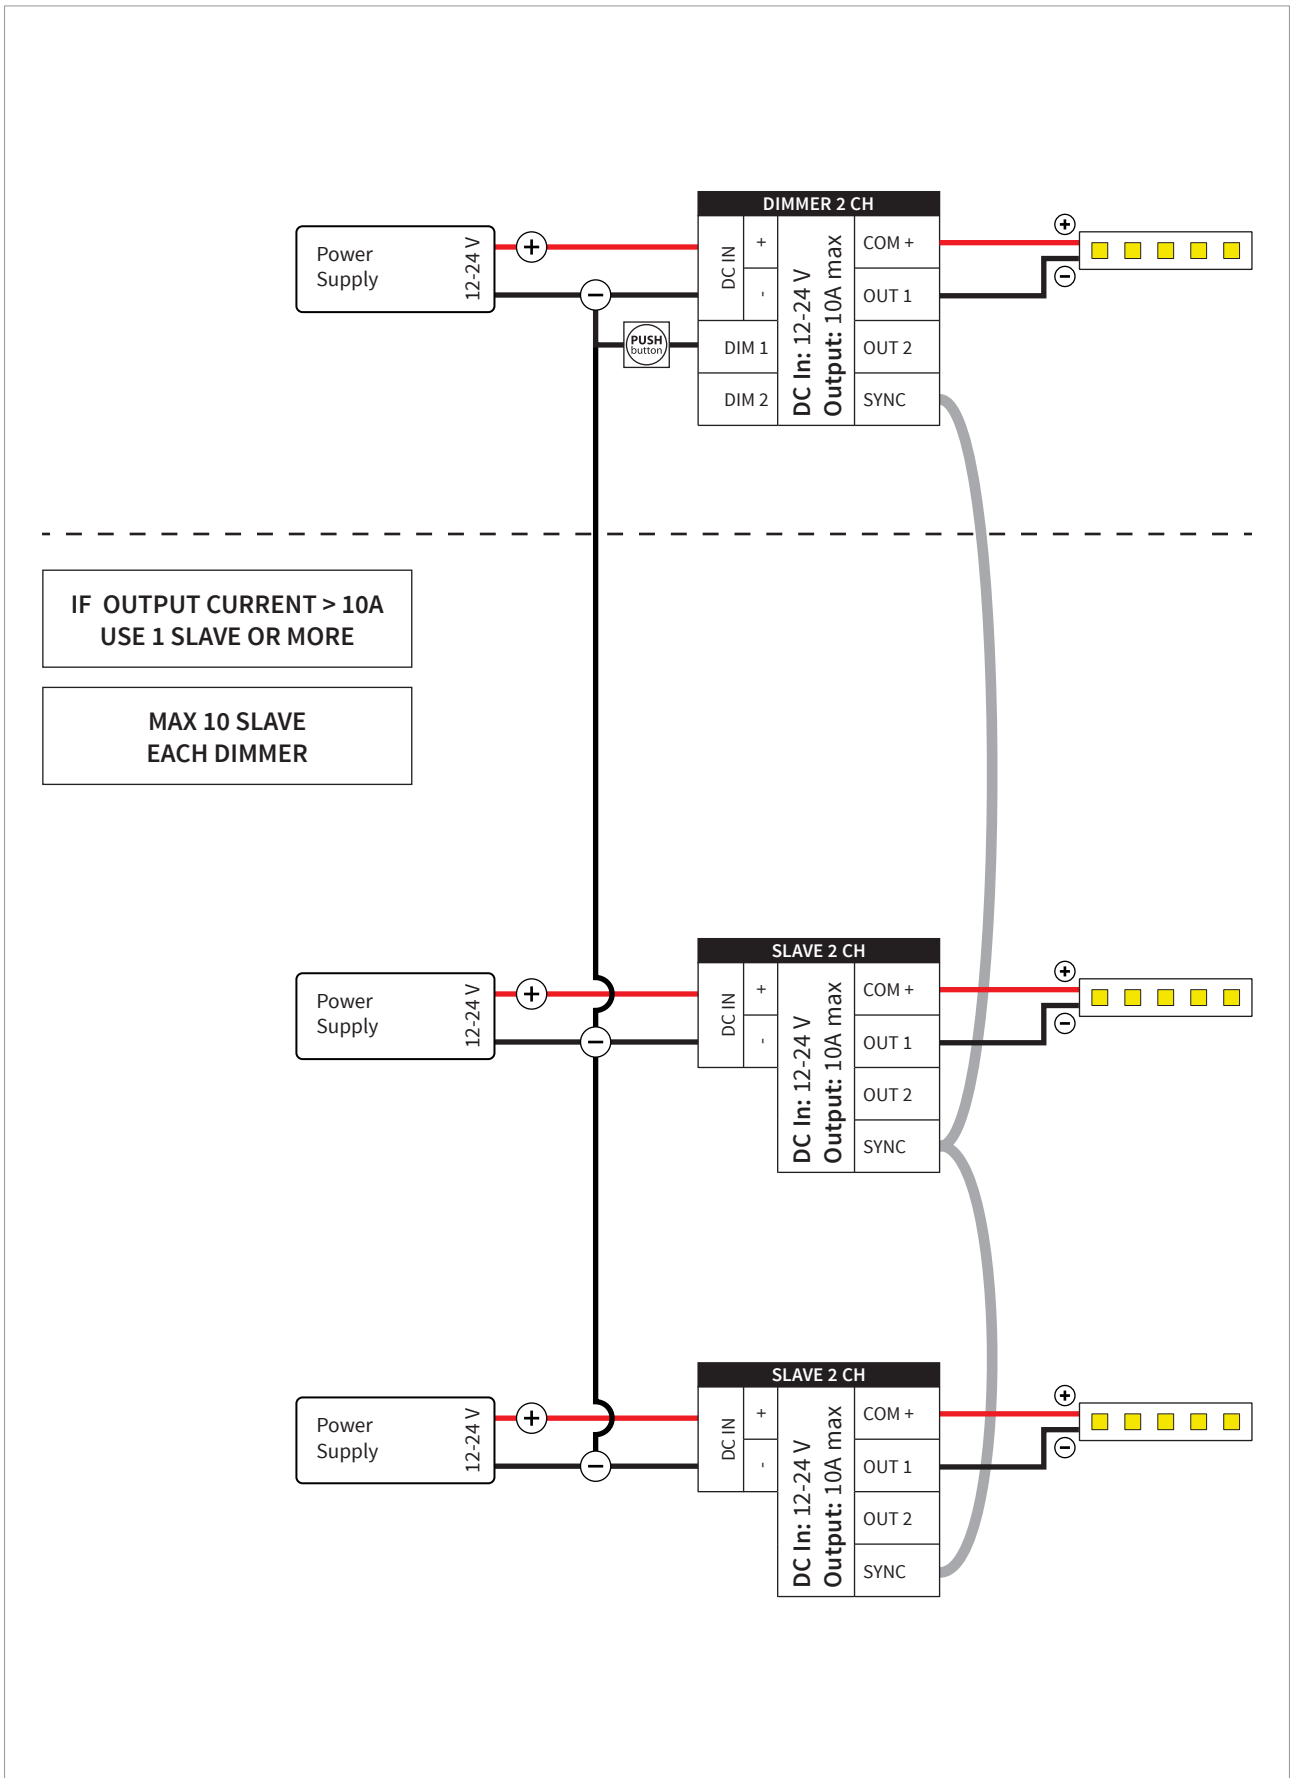 DIMMER 2 CH
Power
Supply
12-24 V
+
−
PUSH
button
DC IN
+
-
DIM 1
DIM 2
DC In: 12-24 V
Output: 10A max
COM +
OUT 1
OUT 2
SYNC
+
−
IF OUTPUT CURRENT > 10A
USE 1 SLAVE OR MORE
MAX 10 SLAVE
EACH DIMMER
SLAVE 2 CH
Power
Supply
12-24 V
+
−
DC IN
+
-
DC In: 12-24 V
Output: 10A max
COM +
OUT 1
OUT 2
SYNC
+
−
SLAVE 2 CH
Power
Supply
12-24 V
+
−
DC IN
+
-
DC In: 12-24 V
Output: 10A max
COM +
OUT 1
OUT 2
SYNC
+
−